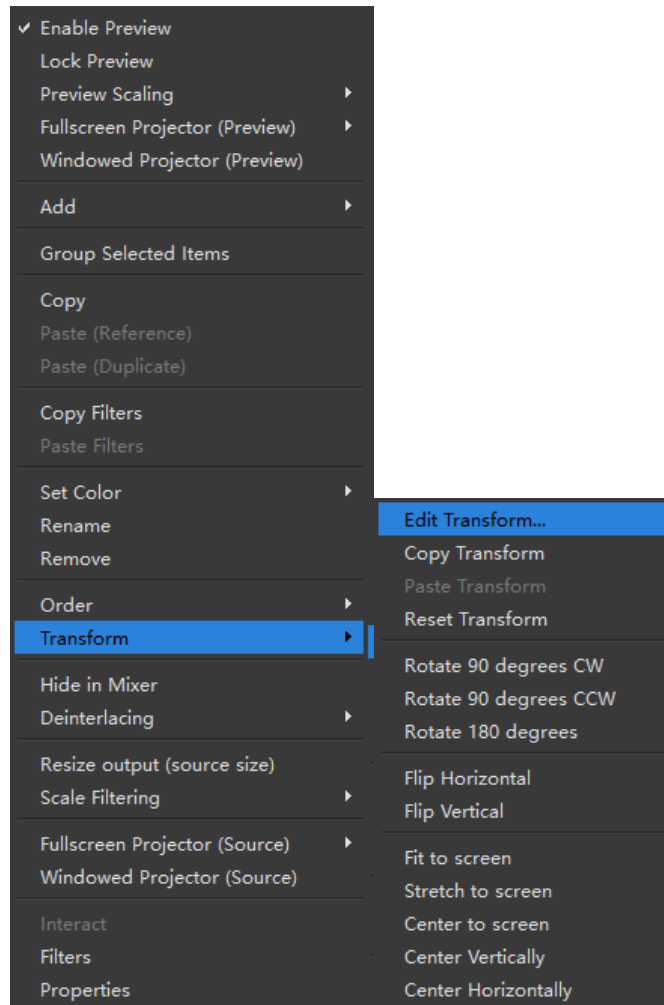 Enable Preview
Lock Preview
Preview Scaling
Fullscreen Projector (Preview)
Windowed Projector (Preview)
Add
Group Selected Items
Copy
Paste (Reference)
Paste (Duplicate)
Copy Filters
Paste Filters
Set Color
Rename
Remove
Order
Transform
Hide in Mixer
Deinterlacing
Resize output (source size)
Scale Filtering
Fullscreen Projector (Source)
Windowed Projector (Source)
Interact
Filters
Properties
Edit Transform...
Copy Transform
Paste Transform
Reset Transform
Rotate 90 degrees CW
Rotate 90 degrees CCW
Rotate 180 degrees
Flip Horizontal
Flip Vertical
Fit to screen
Stretch to screen
Center to screen
Center Vertically
Center Horizontally